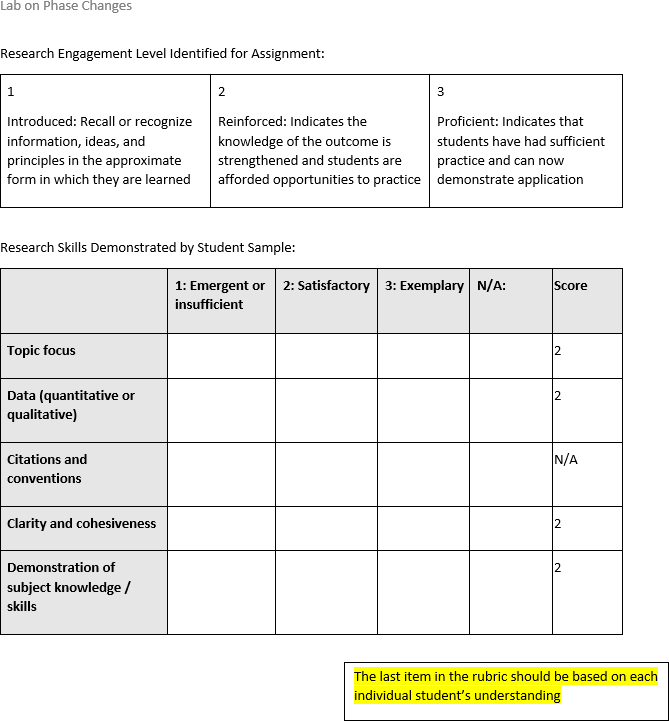 Lab on Phase Changes
Research Engagement Level Identified for Assignment:
1
Introduced: Recall or recognize
information, ideas, and
principles in the approximate
form in which they are learned
2
Reinforced: Indicates the
knowledge of the outcome is
strengthened and students are
afforded opportunities to practice
3
Proficient: Indicates that
students have had sufficient
practice and can now
demonstrate application
Research Skills Demonstrated by Student Sample:
1: Emergent or
insufficient
2: Satisfactory
3: Exemplary
N/A:
Score
Topic focus
2
Data (quantitative or
qualitative)
2
Citations and
conventions
N/A
Clarity and cohesiveness
2
Demonstration of
subject knowledge /
skills
2
The last item in the rubric should be based on each
individual student’s understanding